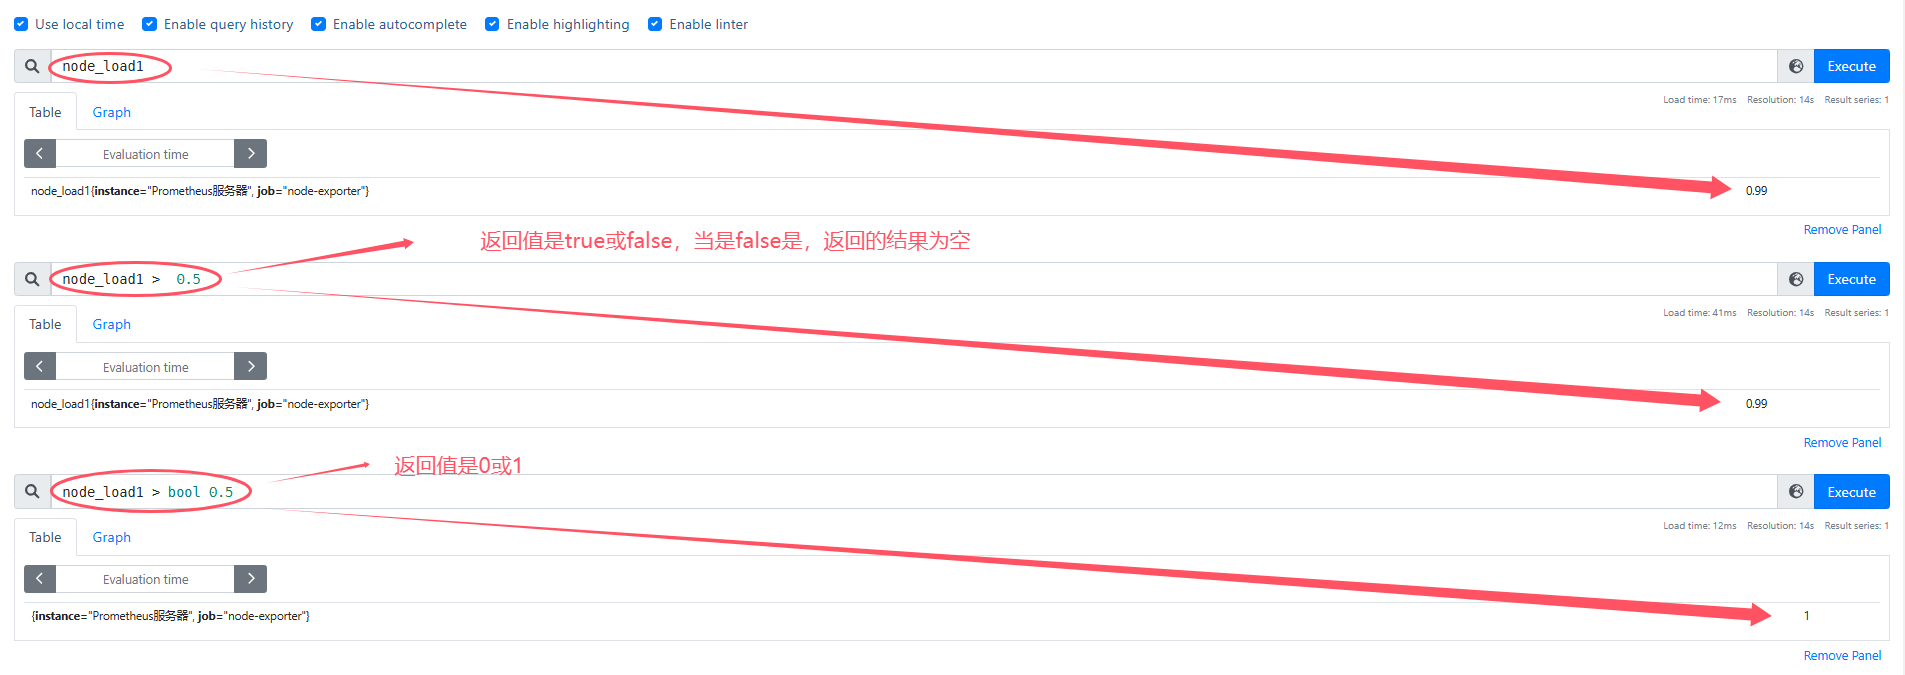 Use local time Enable query history Enable autocomplete Enable highlighting Enable linter
node_load1 Execute
Load time: 17ms Resolution: 14s Result series: 1
Table Graph
Evaluation time
node_load1{instance="Prometheus服务器", job="node-exporter"} 0.99
Remove Panel
返回值是true或false，当是false是，返回的结果为空
node_load1 > 0.5 Execute
Load time: 41ms Resolution: 14s Result series: 1
Table Graph
Evaluation time
node_load1{instance="Prometheus服务器", job="node-exporter"} 0.99
Remove Panel
返回值是0或1
node_load1 > bool 0.5 Execute
Load time: 12ms Resolution: 14s Result series: 1
Table Graph
Evaluation time
{instance="Prometheus服务器", job="node-exporter"} 1
Remove Panel